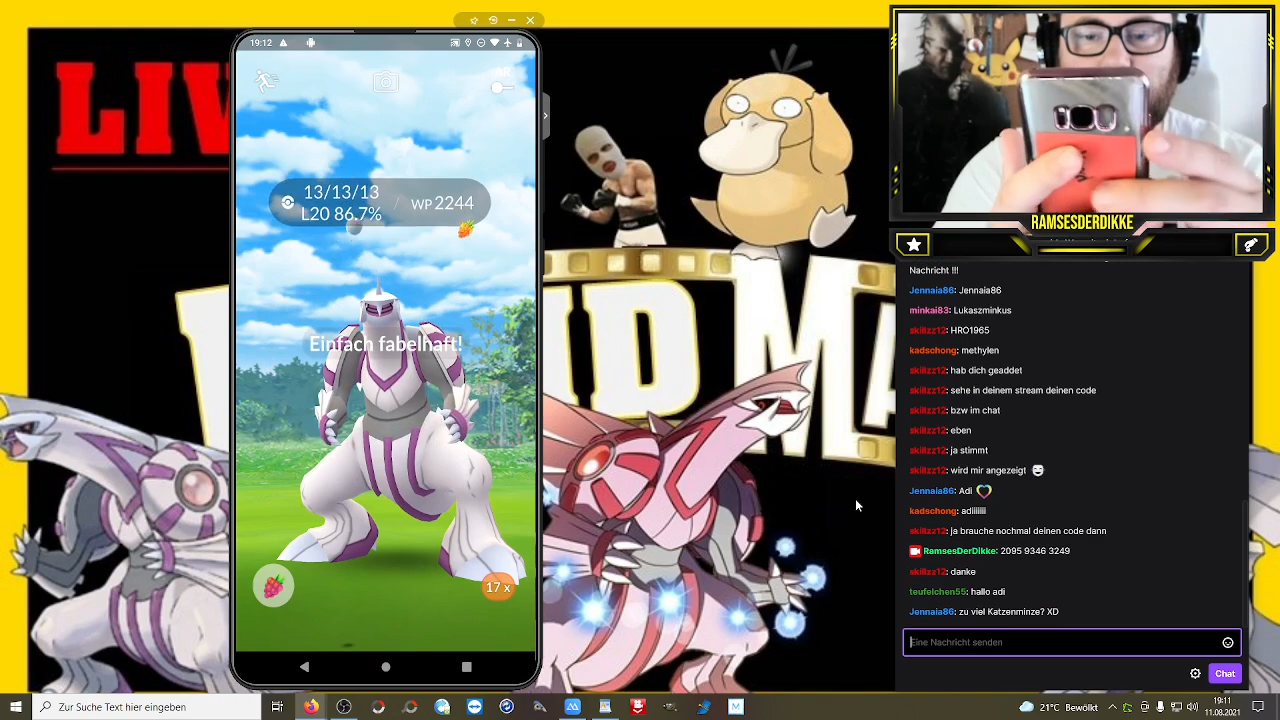 LIV
19:12
13/13/13
L20 86.7%
/
WP 2244
Einfach fabelhaft!
17 x
ID MA
RAMSESDERDIKKE
Nachricht !!!
Jennaia86: Jennaia86
minkai83: Lukaszminkus
skillzz12: HRO1965
kadschong: methylen
skillzz12: hab dich geaddet
skillzz12: sehe in deinem stream deinen code
skillzz12: bzw im chat
skillzz12: eben
skillzz12: ja stimmt
skillzz12: wird mir angezeigt
Jennaia86: Adi
kadschong: adiiiiiii
skillzz12: ja brauche nochmal deinen code dann
RamsesDerDikke: 2095 9346 3249
skillzz12: danke
teufelchen55: hallo adi
Jennaia86: zu viel Katzenminze? XD
Eine Nachricht senden
Chat
Zur Suche Text hier eingeben
21°C Bewölkt
19:11
11.08.2021